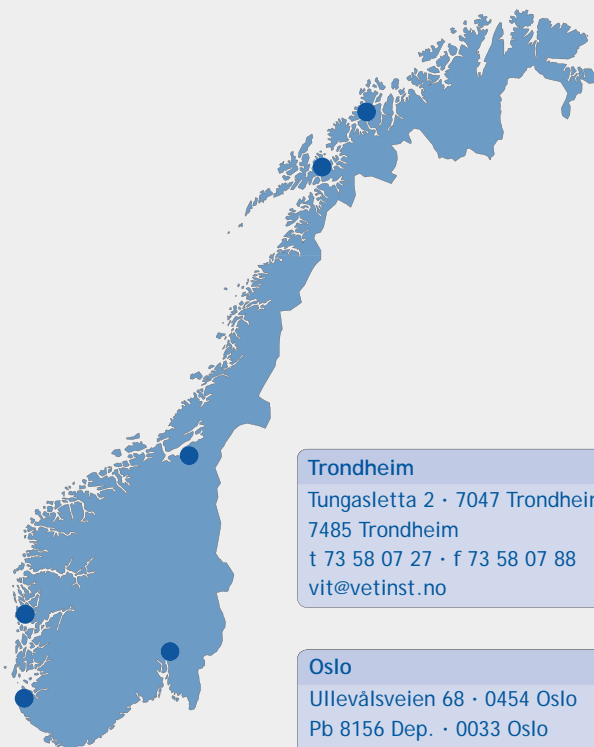 Trondheim
Tungasletta 2 · 7047 Trondheim
7485 Trondheim
t 73 58 07 27 · f 73 58 07 88
vit@vetinst.no
Oslo
Ullevålsveien 68 · 0454 Oslo
Pb 8156 Dep. · 0033 Oslo